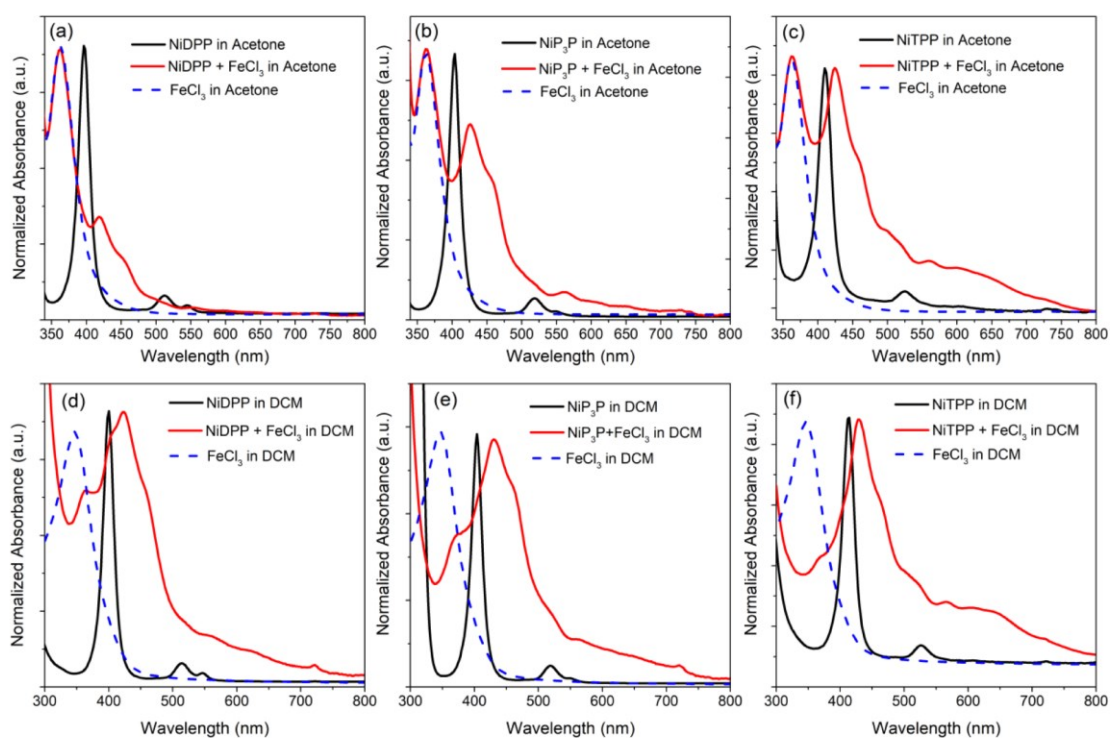 (a)
NiDPP in Acetone
NiDPP + FeCl₃ in Acetone
FeCl₃ in Acetone
Normalized Absorbance (a.u.)
350 400 450 500 550 600 650 700 750 800
Wavelength (nm)
(b)
NiP₃P in Acetone
NiP₃P + FeCl₃ in Acetone
FeCl₃ in Acetone
Normalized Absorbance (a.u.)
350 400 450 500 550 600 650 700 750 800
Wavelength (nm)
(c)
NiTPP in Acetone
NiTPP + FeCl₃ in Acetone
FeCl₃ in Acetone
Normalized Absorbance (a.u.)
350 400 450 500 550 600 650 700 750 800
Wavelength (nm)
(d)
NiDPP in DCM
NiDPP + FeCl₃ in DCM
FeCl₃ in DCM
Normalized Absorbance (a.u.)
300 400 500 600 700 800
Wavelength (nm)
(e)
NiP₃P in DCM
NiP₃P+FeCl₃ in DCM
FeCl₃ in DCM
Normalized Absorbance (a.u.)
300 400 500 600 700 800
Wavelength (nm)
(f)
NiTPP in DCM
NiTPP + FeCl₃ in DCM
FeCl₃ in DCM
Normalized Absorbance (a.u.)
300 400 500 600 700 800
Wavelength (nm)